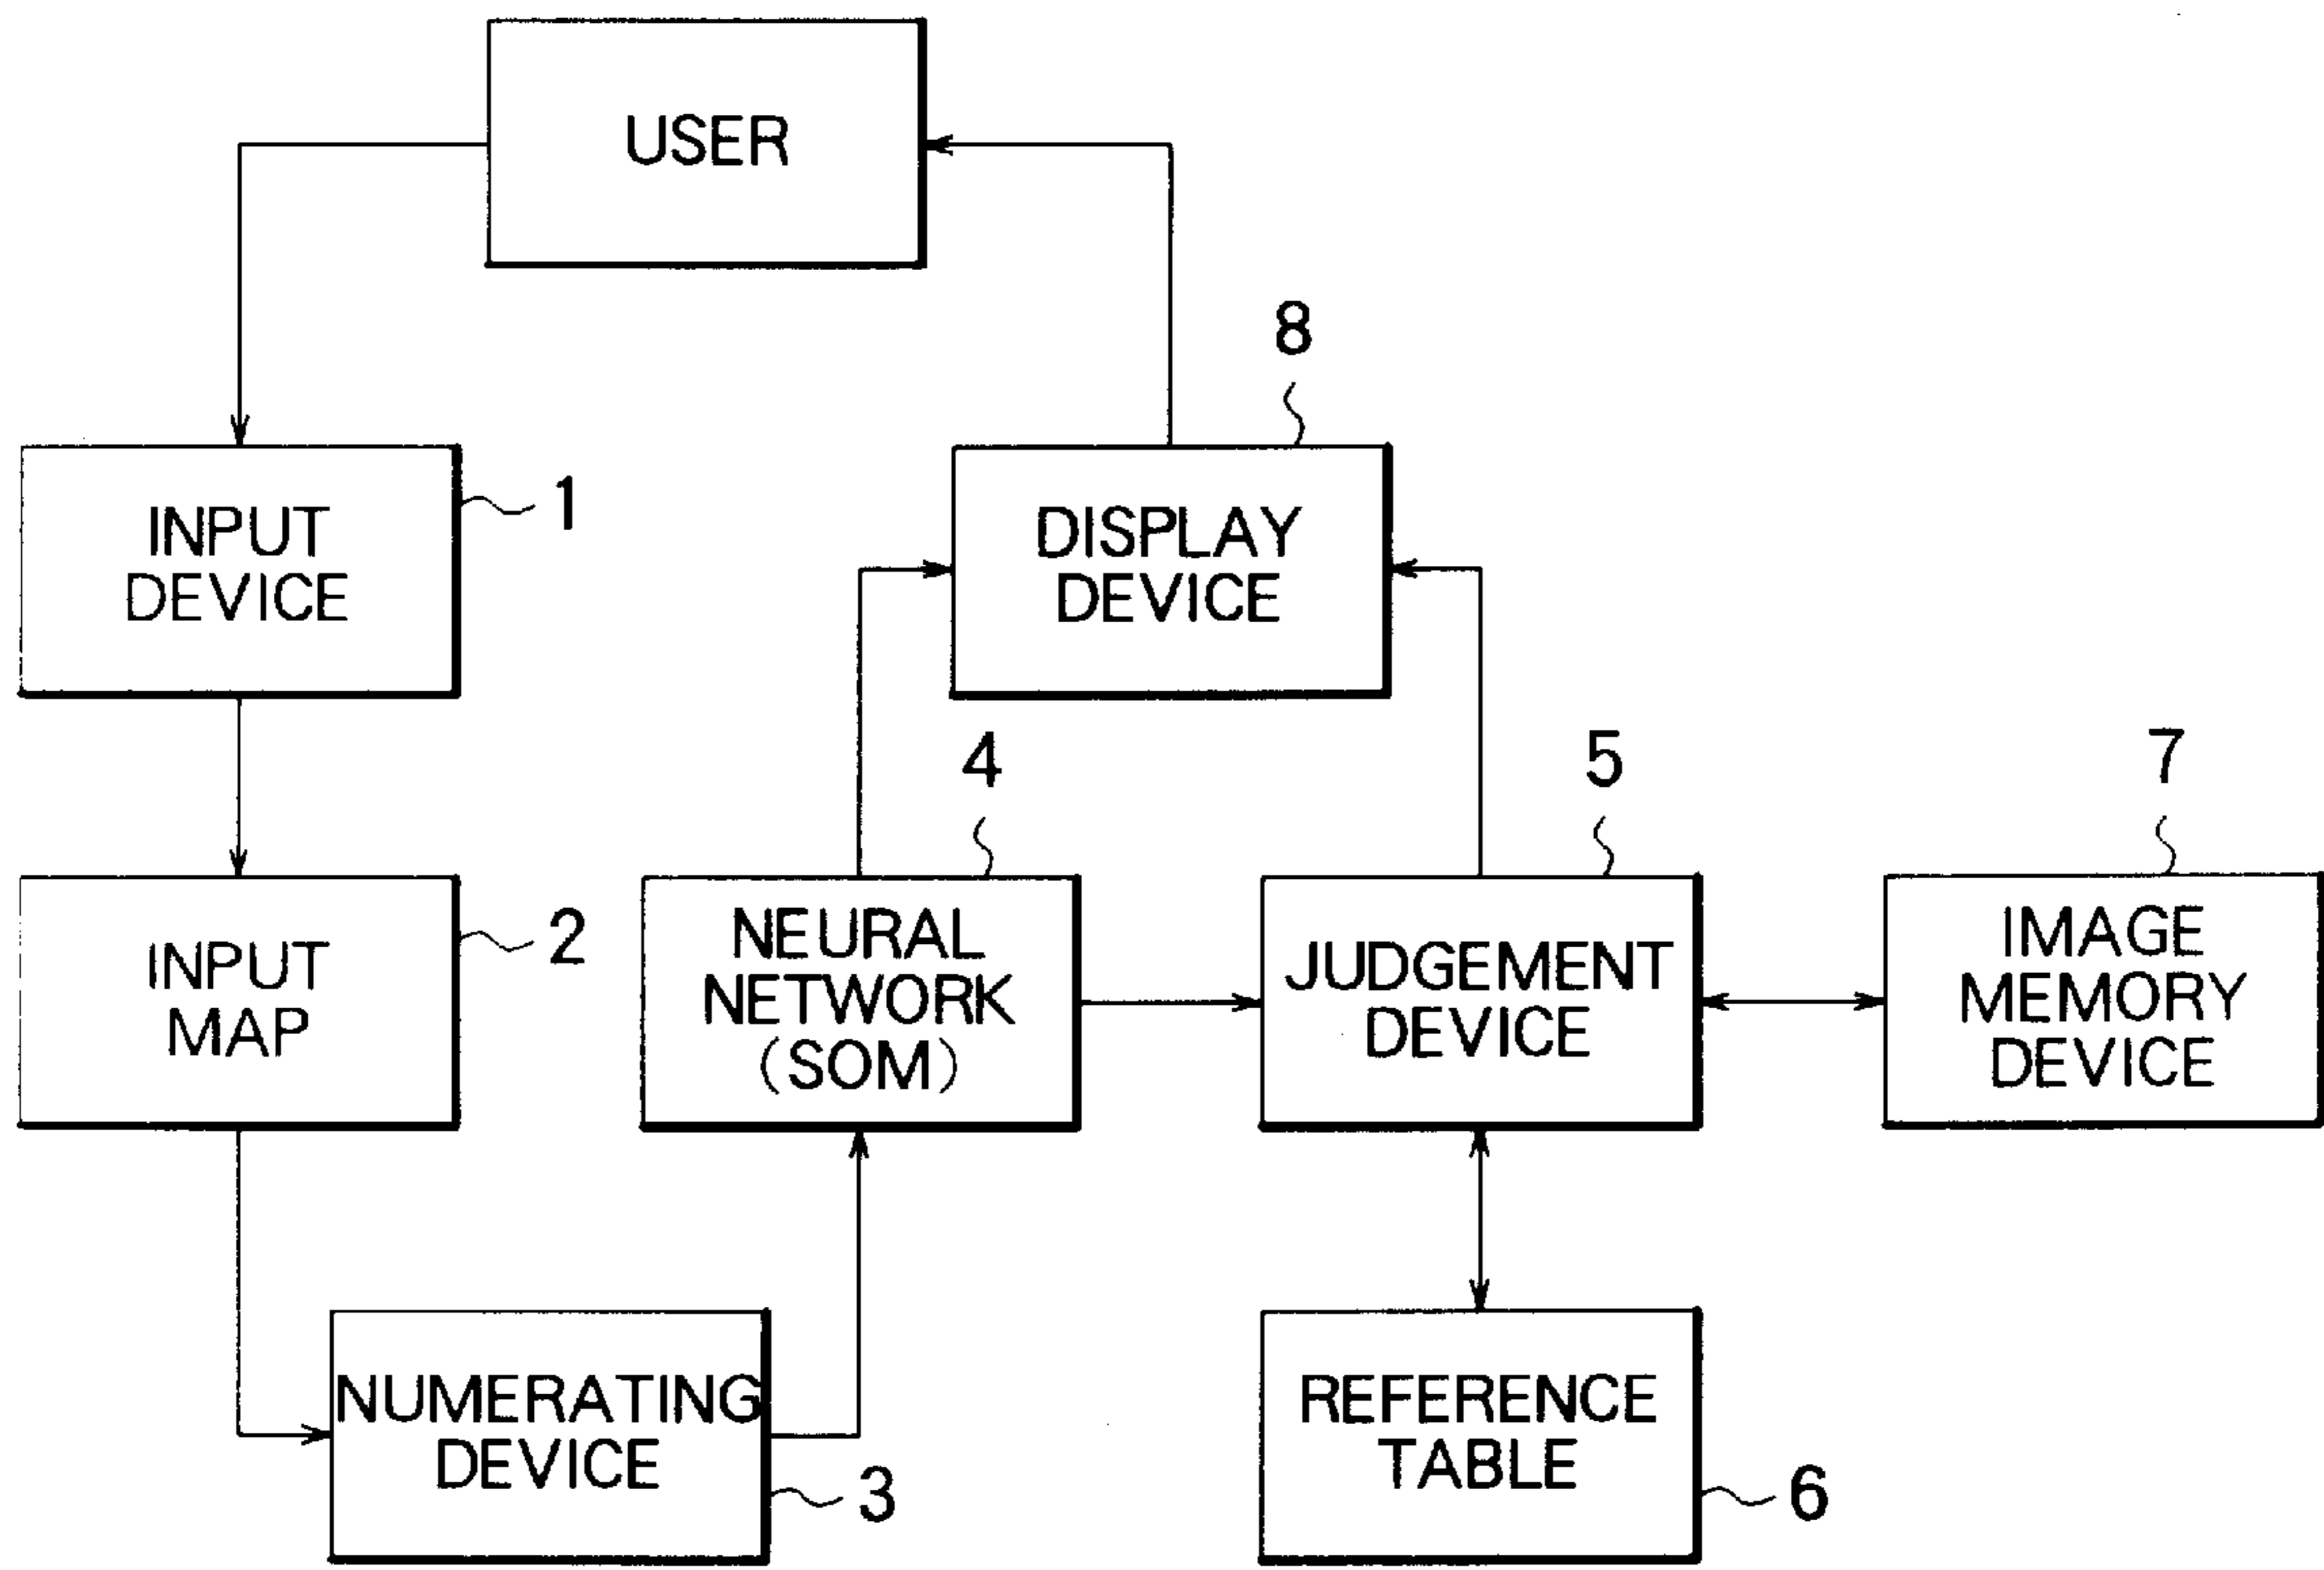 USER
8
INPUT
DEVICE
1
DISPLAY
DEVICE
4
5
7
INPUT
MAP
2
NEURAL
NETWORK
(SOM)
JUDGEMENT
DEVICE
IMAGE
MEMORY
DEVICE
NUMERATING
DEVICE
3
REFERENCE
TABLE
6